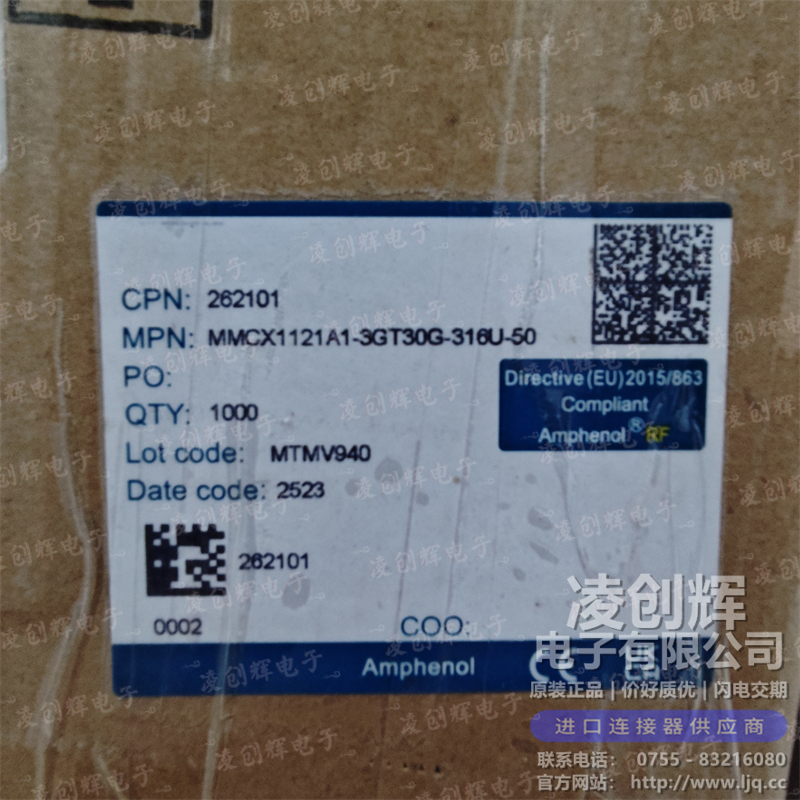 CPN: 262101
MPN: MMCX1121A1-3GT30G-316U-50
PO:
QTY: 1000
Lot code: MTMV940
Date code: 2523
Directive (EU) 2015/863
Compliant
Amphenol® RF
262101
0002
COO:
Amphenol
CE
凌创辉
电子有限公司
原装正品 | 价好质优 | 闪电交期
进口连接器供应商
联系电话: 0755 - 83216080
官方网站: http://www.ljq.cc
凌创辉电子